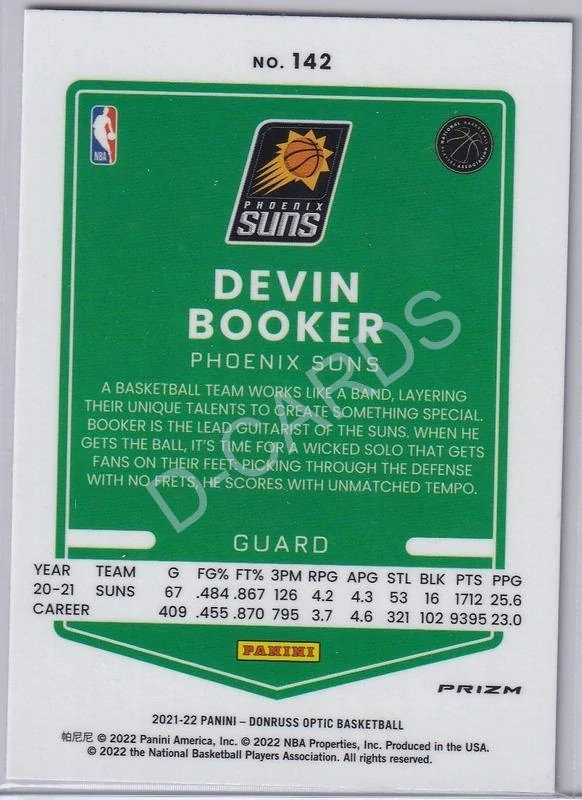 NO. 142
NBA
NATIONAL BASKETBALL
PLAYERS ASSOCIATION
PHOENIX
SUNS
DEVIN
BOOKER
PHOENIX SUNS
A BASKETBALL TEAM WORKS LIKE A BAND, LAYERING
THEIR UNIQUE TALENTS TO CREATE SOMETHING SPECIAL.
BOOKER IS THE LEAD GUITARIST OF THE SUNS. WHEN HE
GETS THE BALL, IT'S TIME FOR A WICKED SOLO THAT GETS
FANS ON THEIR FEET. ROCKING THROUGH THE DEFENSE
WITH NO FRETS, HE SCORES WITH UNMATCHED TEMPO.
D-CARDS
GUARD
YEAR TEAM G FG% FT% 3PM RPG APG STL BLK PTS PPG
20-21 SUNS 67 .484 .867 126 4.2 4.3 53 16 1712 25.6
CAREER 409 .455 .870 795 3.7 4.6 321 102 9395 23.0
PANINI
PRIZM
2021-22 PANINI – DONRUSS OPTIC BASKETBALL
帕尼尼 © 2022 Panini America, Inc. © 2022 NBA Properties, Inc. Produced in the USA.
© 2022 the National Basketball Players Association. All rights reserved.